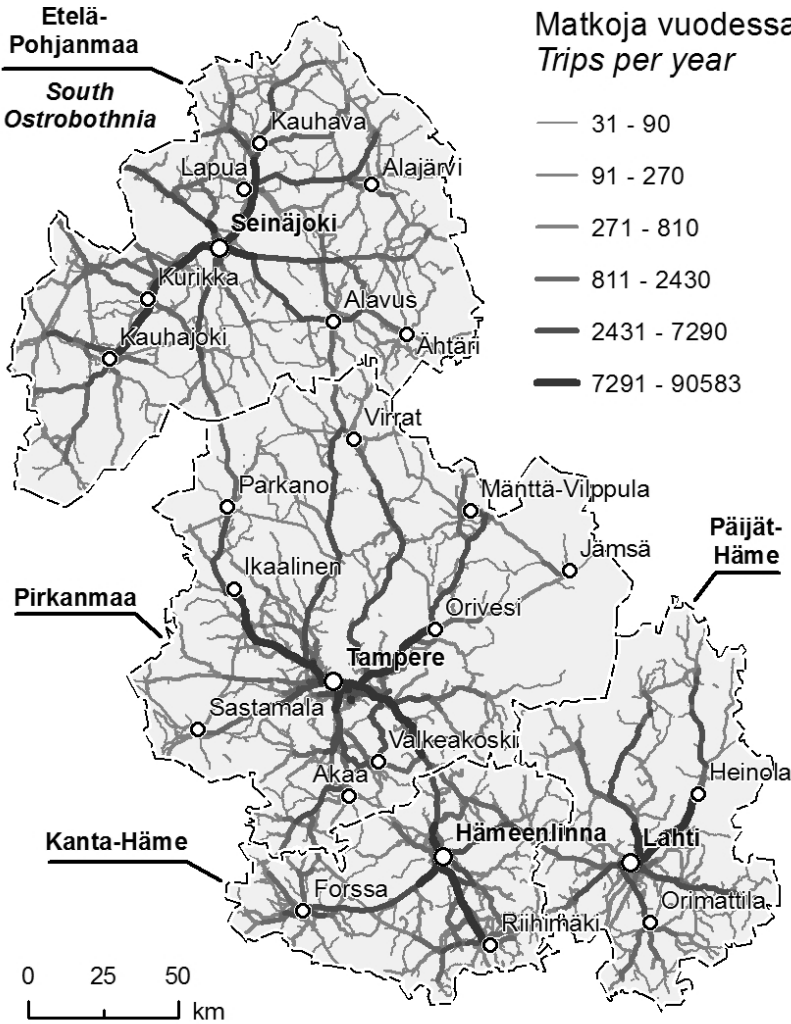 Etelä-
Pohjanmaa
South
Ostrobothnia
Matkoja vuodessa
Trips per year
31 - 90
91 - 270
271 - 810
811 - 2430
2431 - 7290
7291 - 90583
Kauhava
Lapua
Alajärvi
Seinäjoki
Kurikka
Alavus
Kauhajoki
Ähtäri
Virrat
Parkano
Mänttä-Vilppula
Päijät-
Häme
Jämsä
Ikaalinen
Pirkanmaa
Orivesi
Tampere
Sastamala
Valkeakoski
Akaa
Heinola
Kanta-Häme
Hämeenlinna
Lahti
Forssa
Orimattila
Riihimäki
0 25 50
km